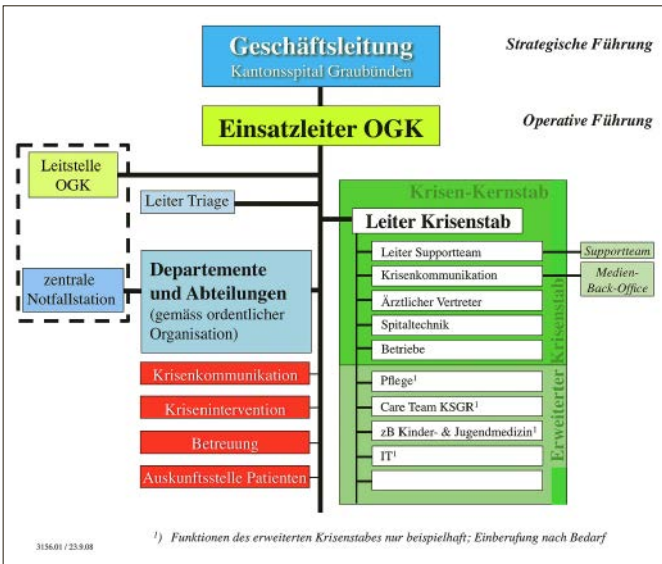 Geschäftsleitung
Kantonsspital Graubünden
Strategische Führung
Einsatzleiter OGK
Operative Führung
Leitstelle
OGK
Leiter Triage
zentrale
Notfallstation
Departemente
und Abteilungen
(gemäss ordentlicher
Organisation)
Krisenkommunikation
Krisenintervention
Betreuung
Auskunftsstelle Patienten
Krisen-Kernstab
Leiter Krisenstab
Leiter Supportteam
Supportteam
Krisenkommunikation
Medien-
Back-Office
Ärztlicher Vertreter
Spitaltechnik
Betriebe
Pflege¹
Care Team KSGR¹
zB Kinder- & Jugendmedizin¹
IT¹
Erweiterter Krisenstab
¹) Funktionen des erweiterten Krisenstabes nur beispielhaft; Einberufung nach Bedarf
3156.01 / 23.9.08